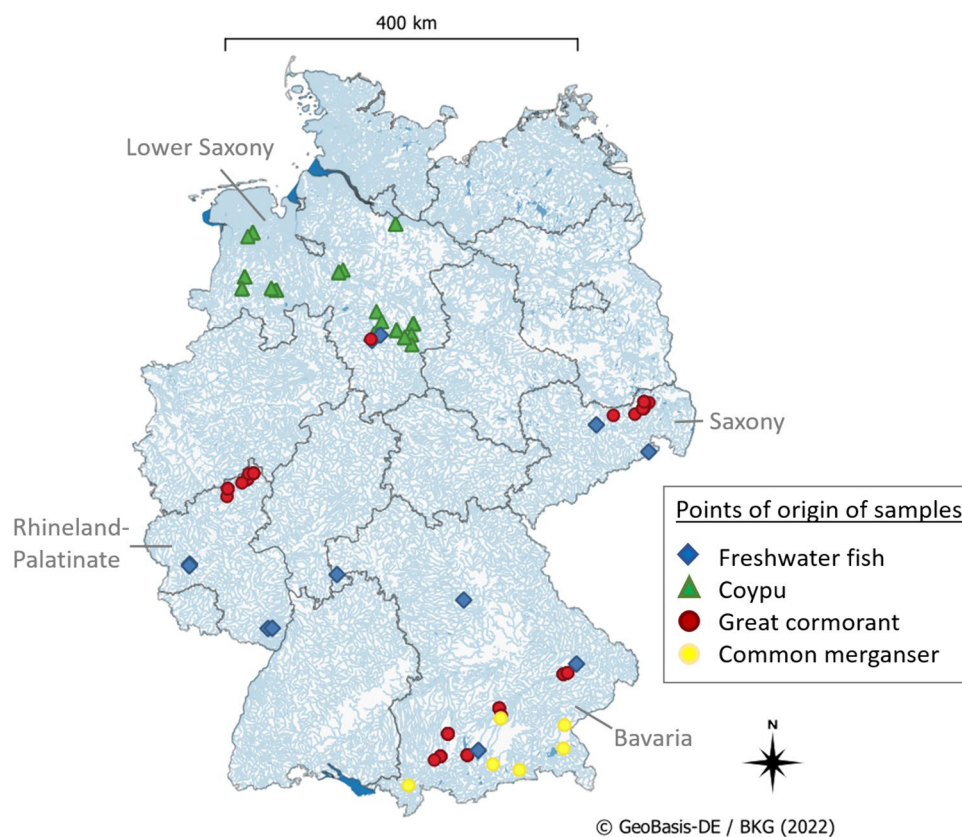 400 km
Lower Saxony
Saxony
Rhineland-
Palatinate
Points of origin of samples
Freshwater fish
Coypu
Great cormorant
Common merganser
Bavaria
N
© GeoBasis-DE / BKG (2022)